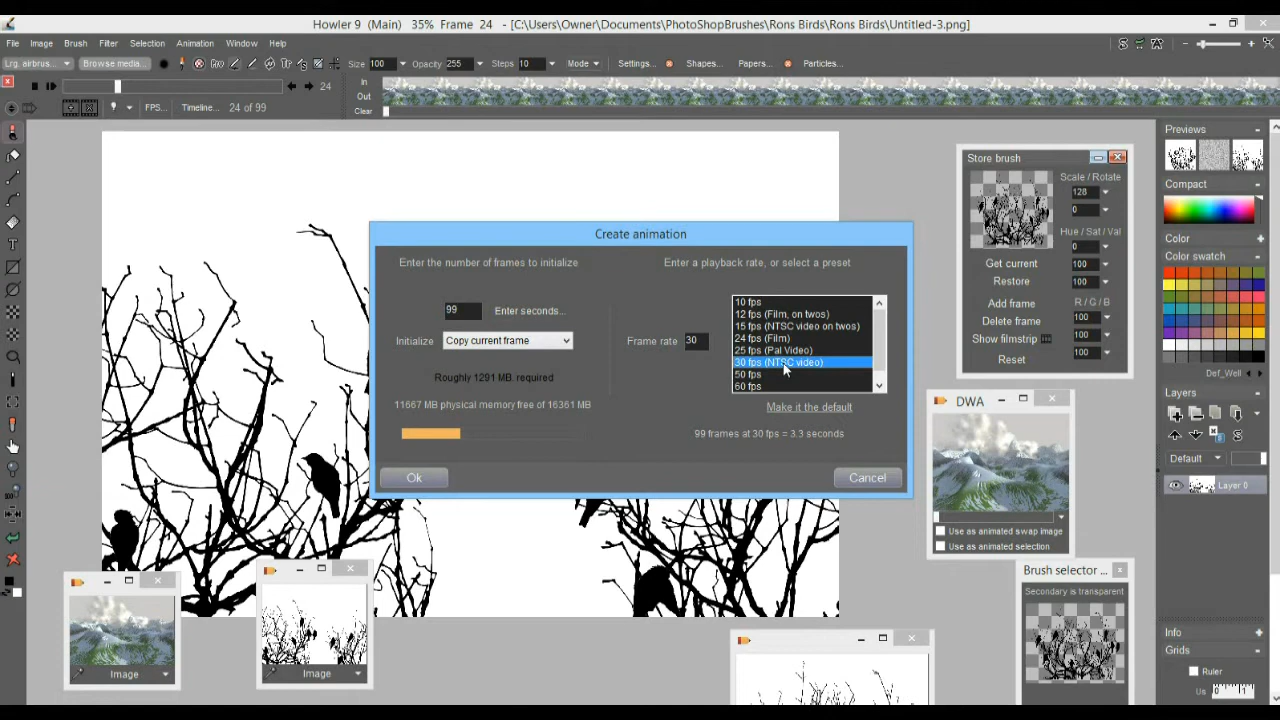 Howler 9 (Main) 35% Frame 24 - [C:\Users\Owner\Documents\PhotoShopBrushes\Rons Birds\Rons Birds\Untitled-3.png]
File Image Brush Filter Selection Animation Window Help
Lrg. airbrus... Browse media... Size 100 Opacity 255 Steps 10 Mode Settings... Shapes... Papers... Particles...
24 In
Out
FPS... Timeline... 24 of 99 Clear
Previews
Store brush
Scale / Rotate
128
0
Hue / Sat / Val
0
Get current 100
Restore 100
Add frame R / G / B
Delete frame 100
Show filmstrip 100
Reset 100
Compact
Color
Color swatch
Def_Well
Layers
Default
Layer 0
Create animation
Enter the number of frames to initialize
Enter a playback rate, or select a preset
99 Enter seconds...
Initialize Copy current frame
Roughly 1291 MB. required
11667 MB physical memory free of 16361 MB
Frame rate 30
10 fps
12 fps (Film, on twos)
15 fps (NTSC video on twos)
24 fps (Film)
25 fps (Pal Video)
30 fps (NTSC video)
50 fps
60 fps
Make it the default
99 frames at 30 fps = 3.3 seconds
Ok Cancel
DWA
Use as animated swap image
Use as animated selection
Brush selector ...
Secondary is transparent
Image
Image
Info
Grids
Ruler
Us 0 1